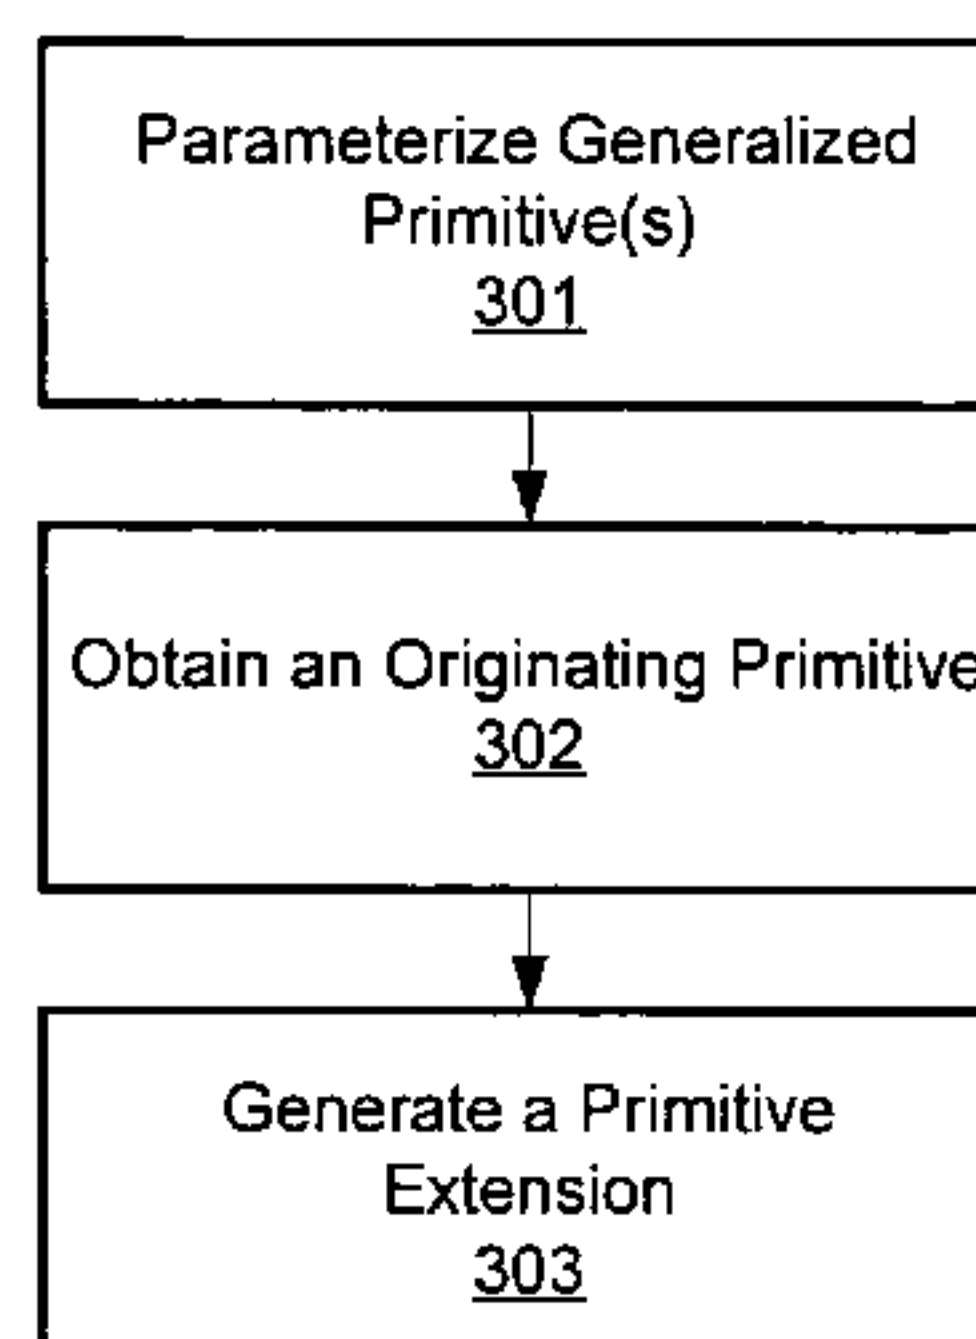 Parameterize Generalized
Primitive(s)
301
Obtain an Originating Primitive
302
Generate a Primitive
Extension
303